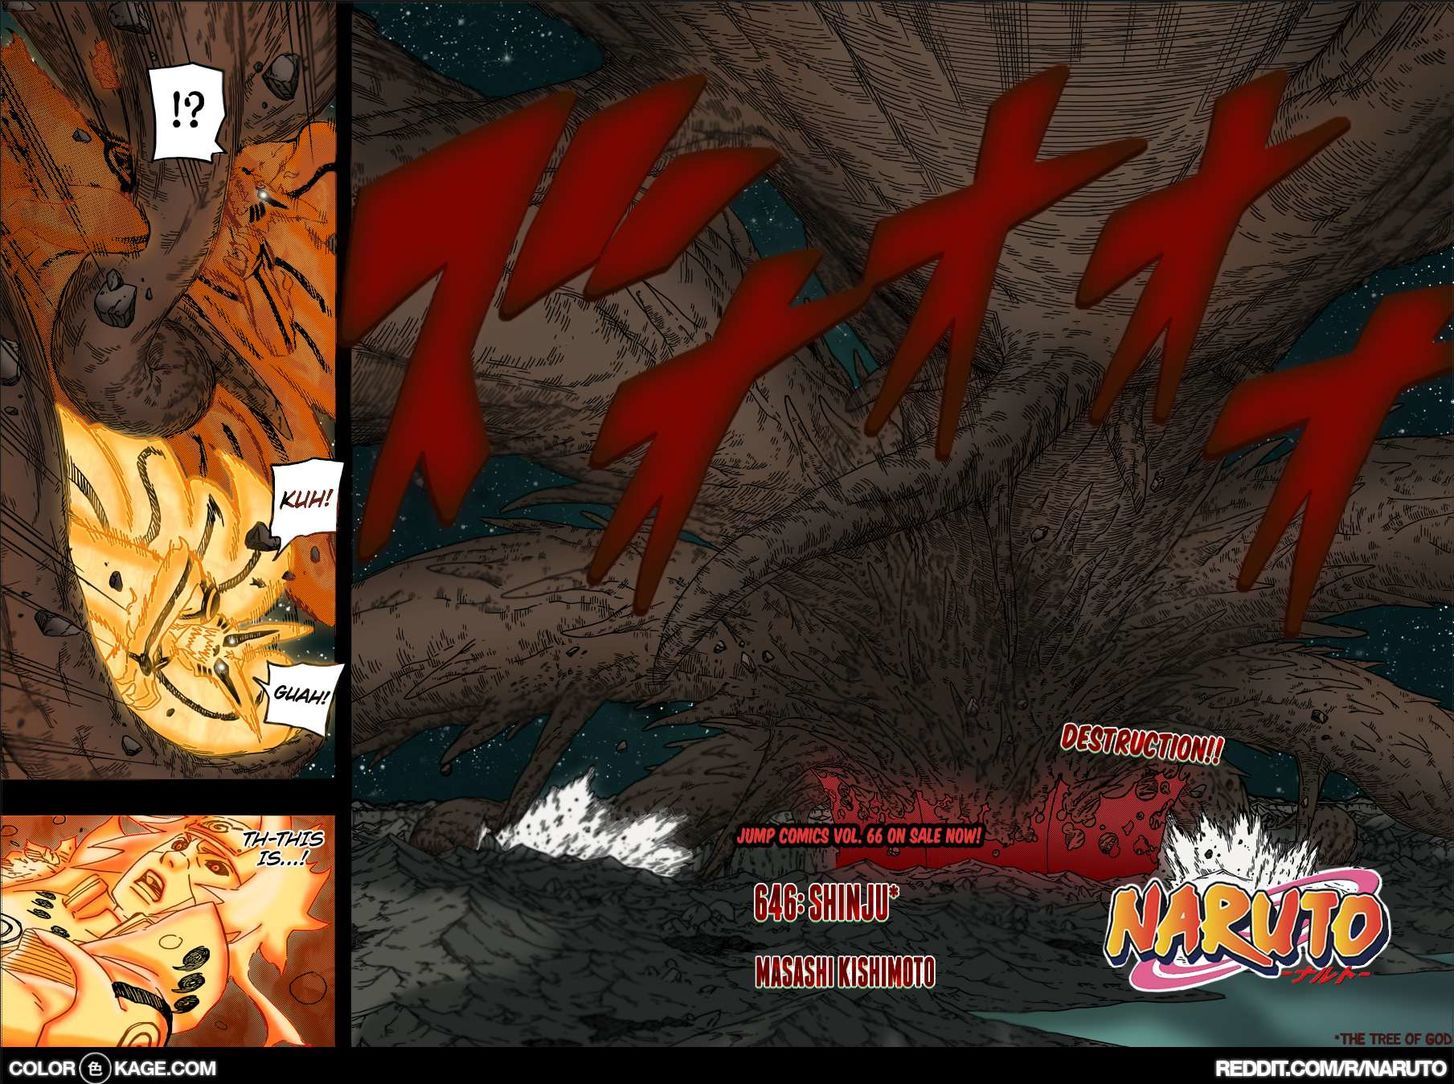 !?
KUH!
GUAH!
TH-THIS
IS...!
ズズオオオオ
DESTRUCTION!!
JUMP COMICS VOL. 66 ON SALE NOW!
646: SHINJU*
MASASHI KISHIMOTO
NARUTO
-ナルト-
*THE TREE OF GOD
COLOR 色 KAGE.COM
REDDIT.COM/R/NARUTO